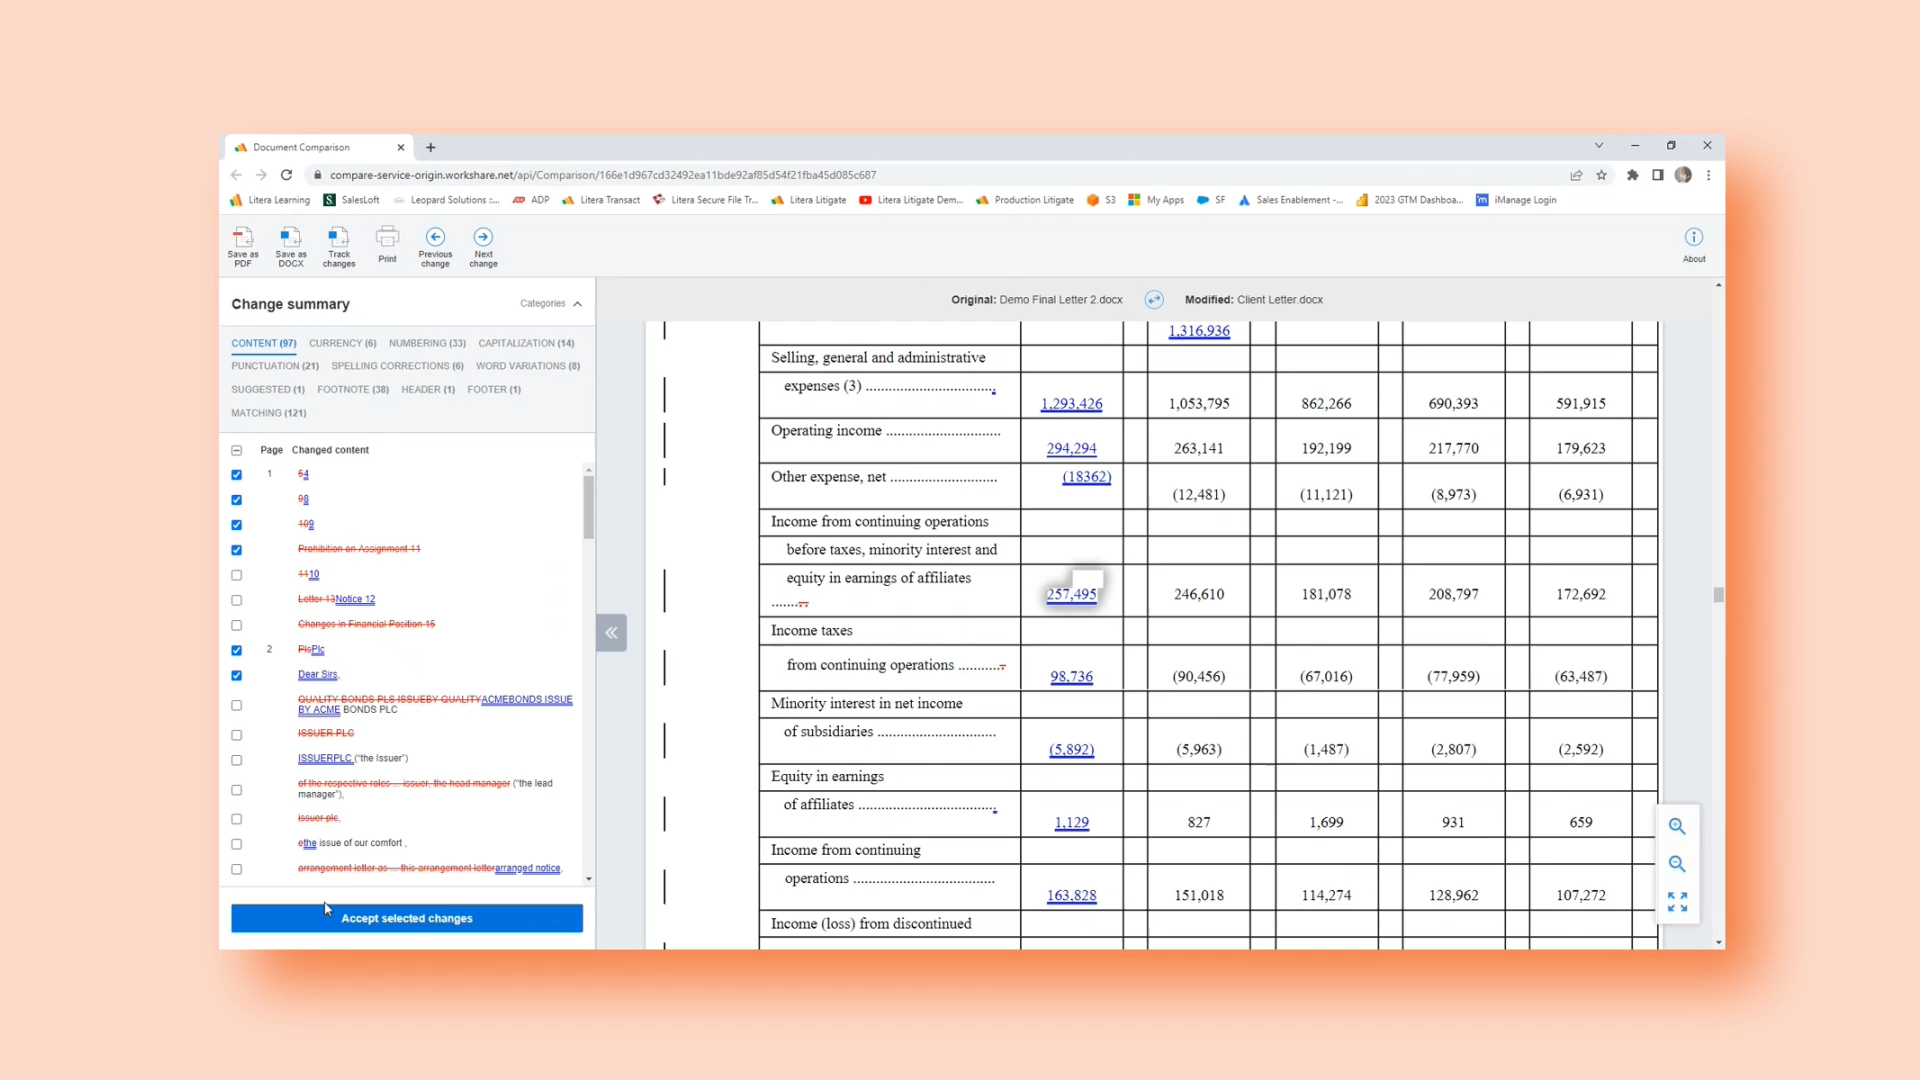 Document Comparison
compare-service-origin.workshare.net/api/Comparison/166e1d967cd32492ea11bde92af85d54f21fba45d085c687
Litera Learning SalesLoft Leopard Solutions :... ADP Litera Transact Litera Secure File Tr... Litera Litigate Litera Litigate Dem... Production Litigate S3 My Apps SF Sales Enablement -... 2023 GTM Dashboa... iManage Login
Save as PDF
Save as DOCX
Track changes
Print
Previous change
Next change
About
Change summary
Categories
CONTENT (97) CURRENCY (6) NUMBERING (33) CAPITALIZATION (14)
PUNCTUATION (21) SPELLING CORRECTIONS (6) WORD VARIATIONS (8)
SUGGESTED (1) FOOTNOTE (38) HEADER (1) FOOTER (1)
MATCHING (121)
Page Changed content
1 54
98
109
Prohibition on Assignment 11
1110
Letter 13Notice 12
Changes in Financial Position 15
2 PlsPlc
Dear Sirs,
QUALITY BONDS PLS ISSUEBY QUALITYACMEBONDS ISSUE
BY ACME BONDS PLC
ISSUER PLC
ISSUERPLC ("the Issuer")
of the respective roles ... issuer, the head manager ("the lead
manager"),
issuer plc,
ethe issue of our comfort ,
arrangement letter as ... this arrangement letterarranged notice,
Accept selected changes
Original: Demo Final Letter 2.docx Modified: Client Letter.docx
1,316,936
Selling, general and administrative
expenses (3) ................................
1,293,426 1,053,795 862,266 690,393 591,915
Operating income ............................
294,294 263,141 192,199 217,770 179,623
Other expense, net ..........................
(18362) (12,481) (11,121) (8,973) (6,931)
Income from continuing operations
before taxes, minority interest and
equity in earnings of affiliates
.......
257,495 246,610 181,078 208,797 172,692
Income taxes
from continuing operations ...........
98,736 (90,456) (67,016) (77,959) (63,487)
Minority interest in net income
of subsidiaries .............................
(5,892) (5,963) (1,487) (2,807) (2,592)
Equity in earnings
of affiliates ..................................
1,129 827 1,699 931 659
Income from continuing
operations ...................................
163,828 151,018 114,274 128,962 107,272
Income (loss) from discontinued